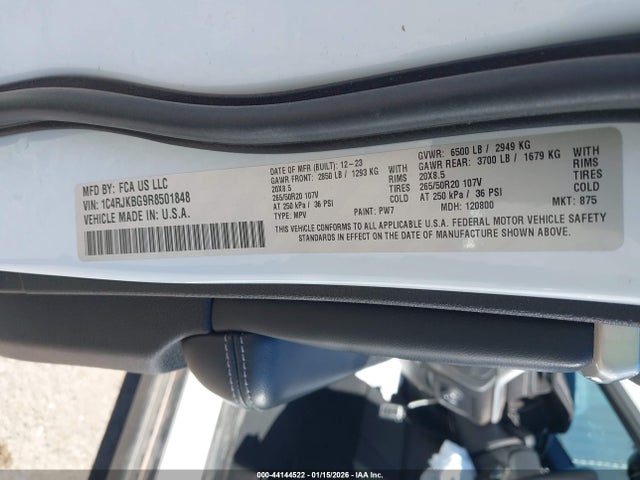 MFD BY: FCA US LLC
VIN: 1C4RJKBG9R8501848
VEHICLE MADE IN U.S.A.
DATE OF MFR (BUILT): 12-23
GAWR FRONT: 2850 LB / 1293 KG WITH
20X8.5 RIMS
265/50R20 107V TIRES
AT 250 kPa / 36 PSI COLD
TYPE: MPV PAINT: PW7
GVWR: 6500 LB / 2949 KG
GAWR REAR: 3700 LB / 1679 KG WITH
20X8.5 RIMS
265/50R20 107V TIRES
AT 250 kPa / 36 PSI COLD
MDH: 120800 MKT: 875
THIS VEHICLE CONFORMS TO ALL APPLICABLE U.S.A. FEDERAL MOTOR VEHICLE SAFETY
STANDARDS IN EFFECT ON THE DATE OF MANUFACTURE SHOWN ABOVE.
000-44144522 - 01/15/2026 - © IAA Inc.